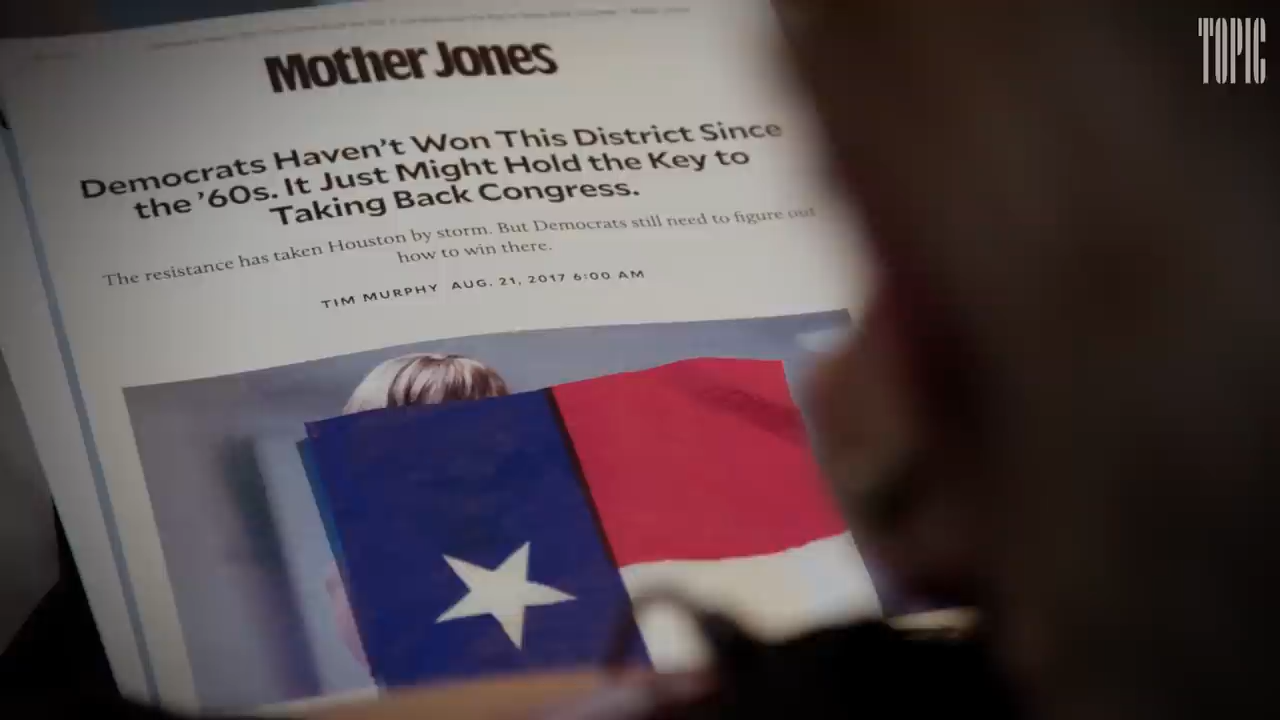 TOPIC
Mother Jones
Democrats Haven't Won This District Since
the '60s. It Just Might Hold the Key to
Taking Back Congress.
The resistance has taken Houston by storm. But Democrats still need to figure out
how to win there.
TIM MURPHY AUG. 21, 2017 6:00 AM